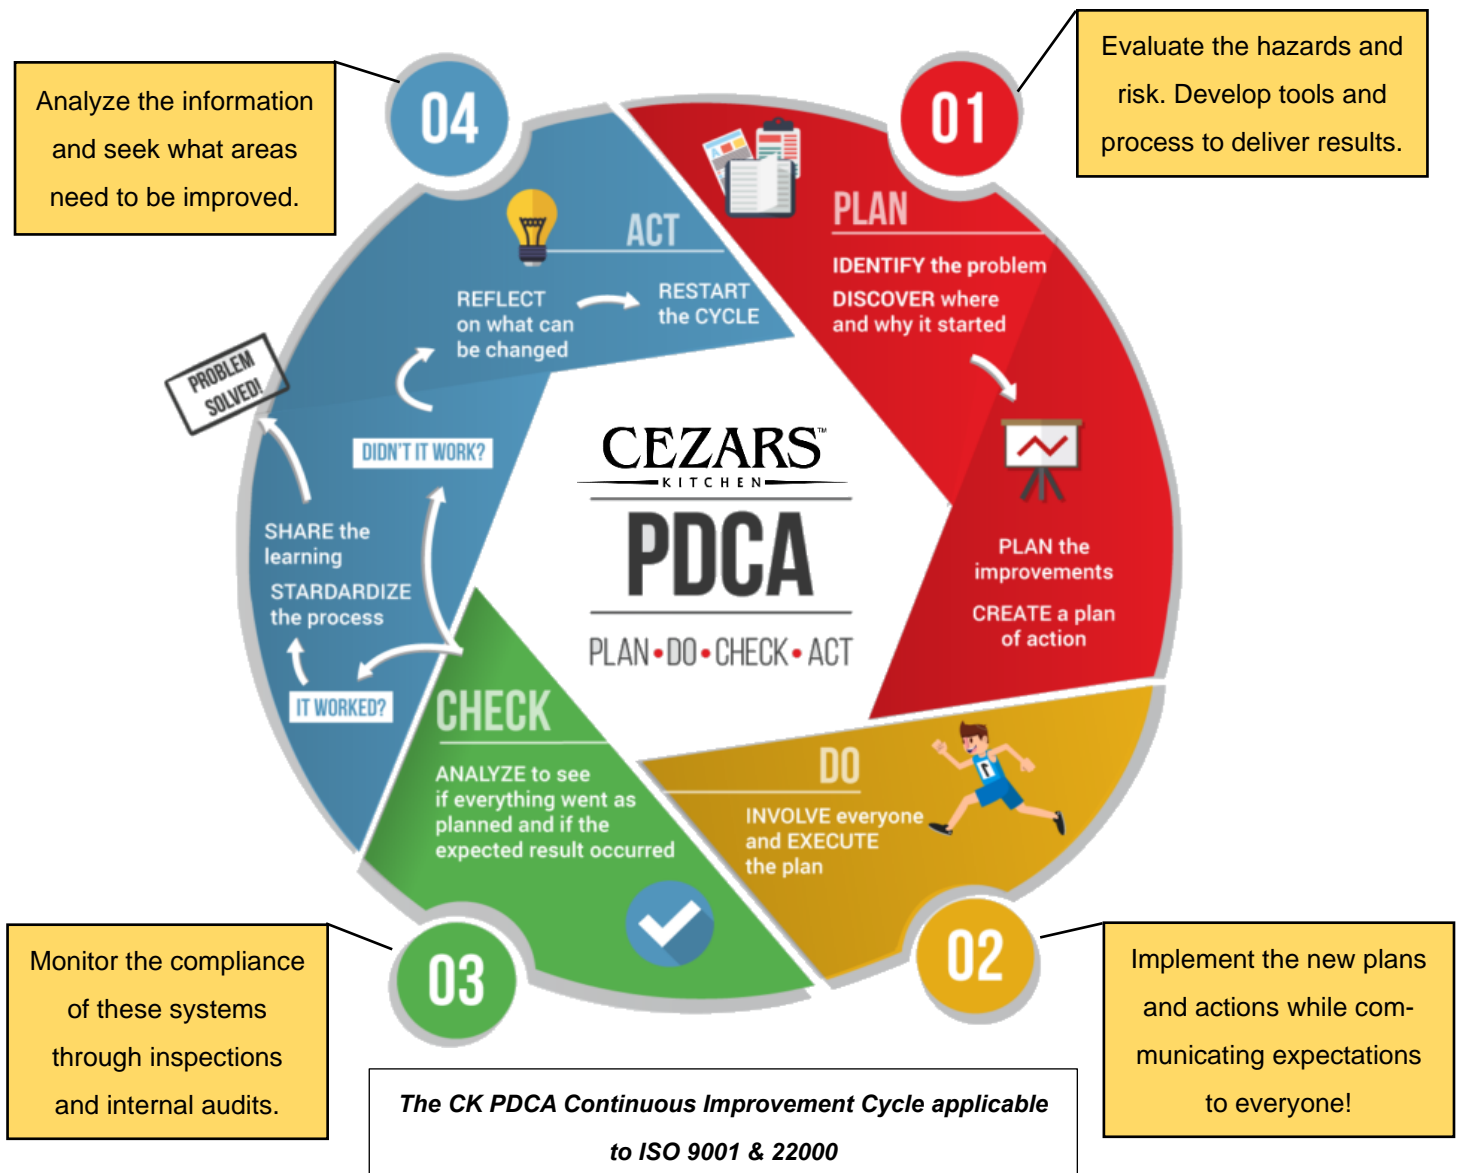 Analyze the information
and seek what areas
need to be improved.
04
01
Evaluate the hazards and
risk. Develop tools and
process to deliver results.
ACT
REFLECT
on what can
be changed
RESTART
the CYCLE
PLAN
IDENTIFY the problem
DISCOVER where
and why it started
PROBLEM
SOLVED!
DIDN'T IT WORK?
SHARE the
learning
STARDARDIZE
the process
IT WORKED?
CEZARS™
KITCHEN
PDCA
PLAN•DO•CHECK•ACT
PLAN the
improvements
CREATE a plan
of action
CHECK
ANALYZE to see
if everything went as
planned and if the
expected result occurred
DO
INVOLVE everyone
and EXECUTE
the plan
1
Monitor the compliance
of these systems
through inspections
and internal audits.
03
02
Implement the new plans
and actions while com-
municating expectations
to everyone!
The CK PDCA Continuous Improvement Cycle applicable
to ISO 9001 & 22000